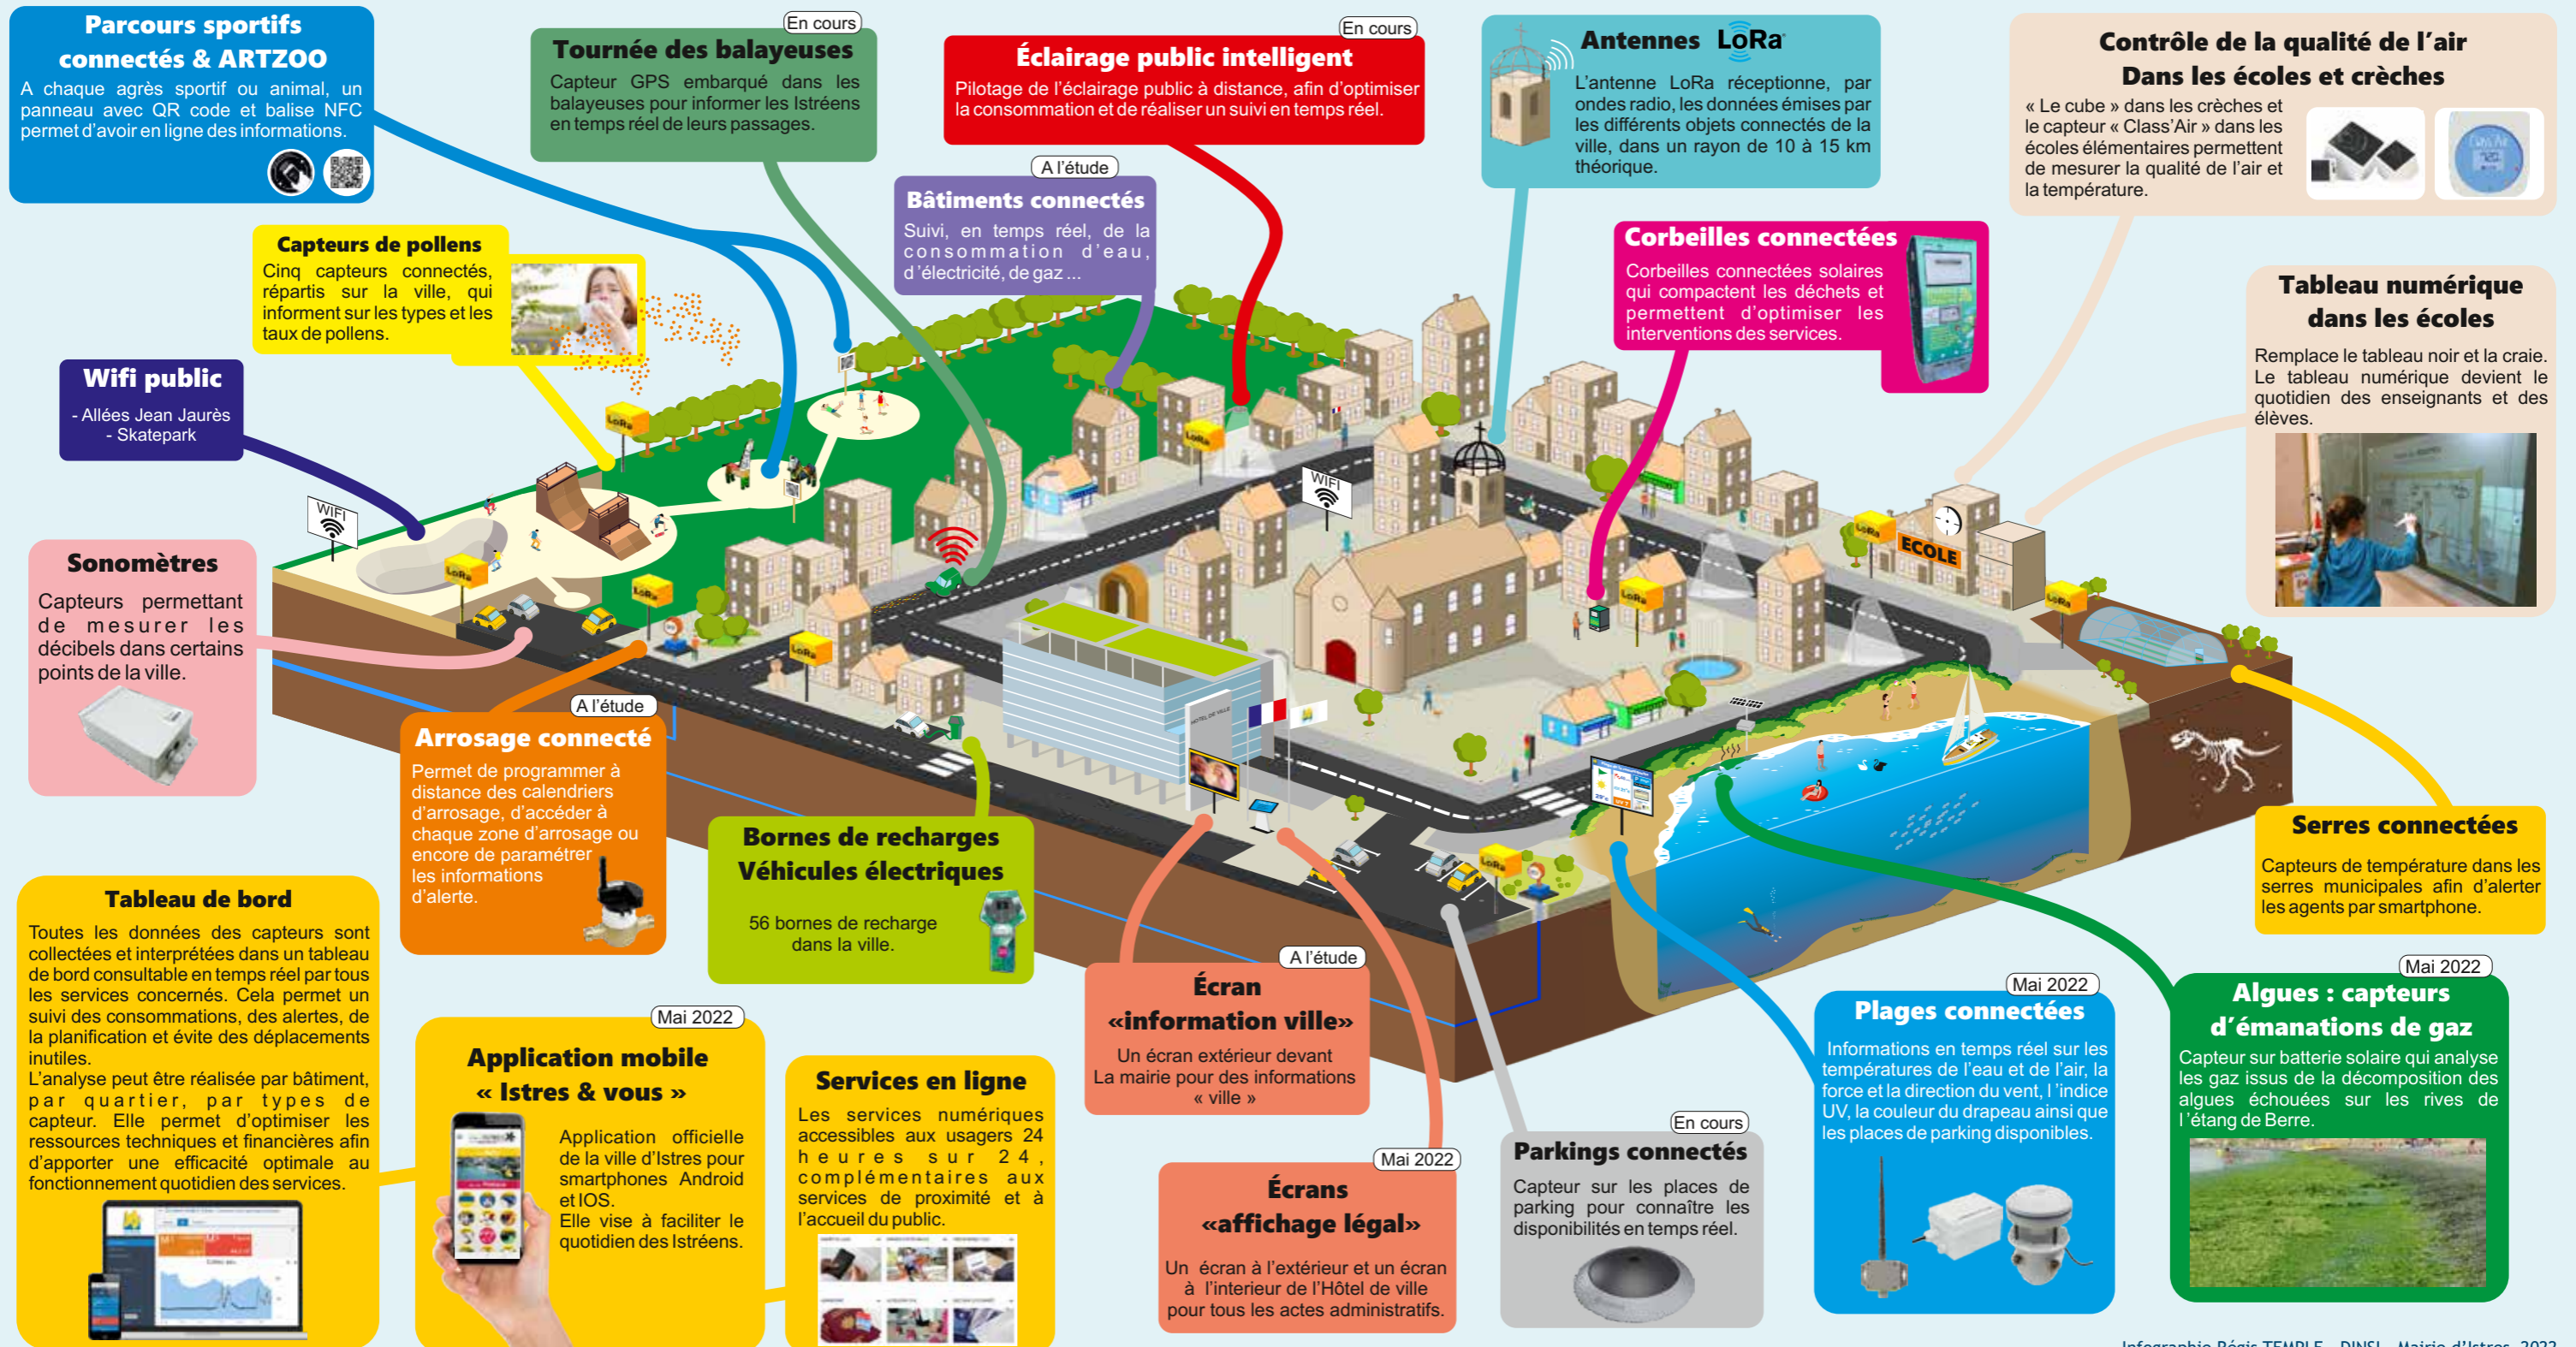 Parcours sportifs
connectés & ARTZOO
A chaque agrès sportif ou animal, un
panneau avec QR code et balise NFC
permet d'avoir en ligne des informations.
En cours
Tournée des balayeuses
Capteur GPS embarqué dans les
balayeuses pour informer les Istréens
en temps réel de leurs passages.
En cours
Éclairage public intelligent
Pilotage de l'éclairage public à distance, afin d'optimiser
la consommation et de réaliser un suivi en temps réel.
Antennes LoRa
L'antenne LoRa réceptionne, par
ondes radio, les données émises par
les différents objets connectés de la
ville, dans un rayon de 10 à 15 km
théorique.
Contrôle de la qualité de l'air
Dans les écoles et crèches
« Le cube » dans les crèches et
le capteur « Class'Air » dans les
écoles élémentaires permettent
de mesurer la qualité de l'air et
la température.
Class'Air
A l'étude
Bâtiments connectés
Suivi, en temps réel, de la
consommation d'eau,
d'électricité, de gaz ...
Capteurs de pollens
Cinq capteurs connectés,
répartis sur la ville, qui
informent sur les types et les
taux de pollens.
Corbeilles connectées
Corbeilles connectées solaires
qui compactent les déchets et
permettent d'optimiser les
interventions des services.
Tableau numérique
dans les écoles
Remplace le tableau noir et la craie.
Le tableau numérique devient le
quotidien des enseignants et des
élèves.
Wifi public
- Allées Jean Jaurès
- Skatepark
LoRa
LoRa
WIFI
WIFI
LoRa
ECOLE
LoRa
LoRa
LoRa
LoRa
LoRa
HOTEL DE VILLE
LoRa
Sonomètres
Capteurs permettant
de mesurer les
décibels dans certains
points de la ville.
A l'étude
Arrosage connecté
Permet de programmer à
distance des calendriers
d'arrosage, d'accéder à
chaque zone d'arrosage ou
encore de paramétrer
les informations
d'alerte.
Bornes de recharges
Véhicules électriques
56 bornes de recharge
dans la ville.
Serres connectées
Capteurs de température dans les
serres municipales afin d'alerter
les agents par smartphone.
Tableau de bord
Toutes les données des capteurs sont
collectées et interprétées dans un tableau
de bord consultable en temps réel par tous
les services concernés. Cela permet un
suivi des consommations, des alertes, de
la planification et évite des déplacements
inutiles.
L'analyse peut être réalisée par bâtiment,
par quartier, par types de
capteur. Elle permet d'optimiser les
ressources techniques et financières afin
d'apporter une efficacité optimale au
fonctionnement quotidien des services.
Mai 2022
Application mobile
« Istres & vous »
Application officielle
de la ville d'Istres pour
smartphones Android
et IOS.
Elle vise à faciliter le
quotidien des Istréens.
Services en ligne
Les services numériques
accessibles aux usagers 24
heures sur 24,
complémentaires aux
services de proximité et à
l'accueil du public.
A l'étude
Écran
«information ville»
Un écran extérieur devant
La mairie pour des informations
« ville »
Mai 2022
Écrans
«affichage légal»
Un écran à l'extérieur et un écran
à l'interieur de l'Hôtel de ville
pour tous les actes administratifs.
En cours
Parkings connectés
Capteur sur les places de
parking pour connaître les
disponibilités en temps réel.
Mai 2022
Plages connectées
Informations en temps réel sur les
températures de l'eau et de l'air, la
force et la direction du vent, l'indice
UV, la couleur du drapeau ainsi que
les places de parking disponibles.
Mai 2022
Algues : capteurs
d'émanations de gaz
Capteur sur batterie solaire qui analyse
les gaz issus de la décomposition des
algues échouées sur les rives de
l'étang de Berre.
Infographie Régis TEMPLE - DINSI - Mairie d'Istres 2022